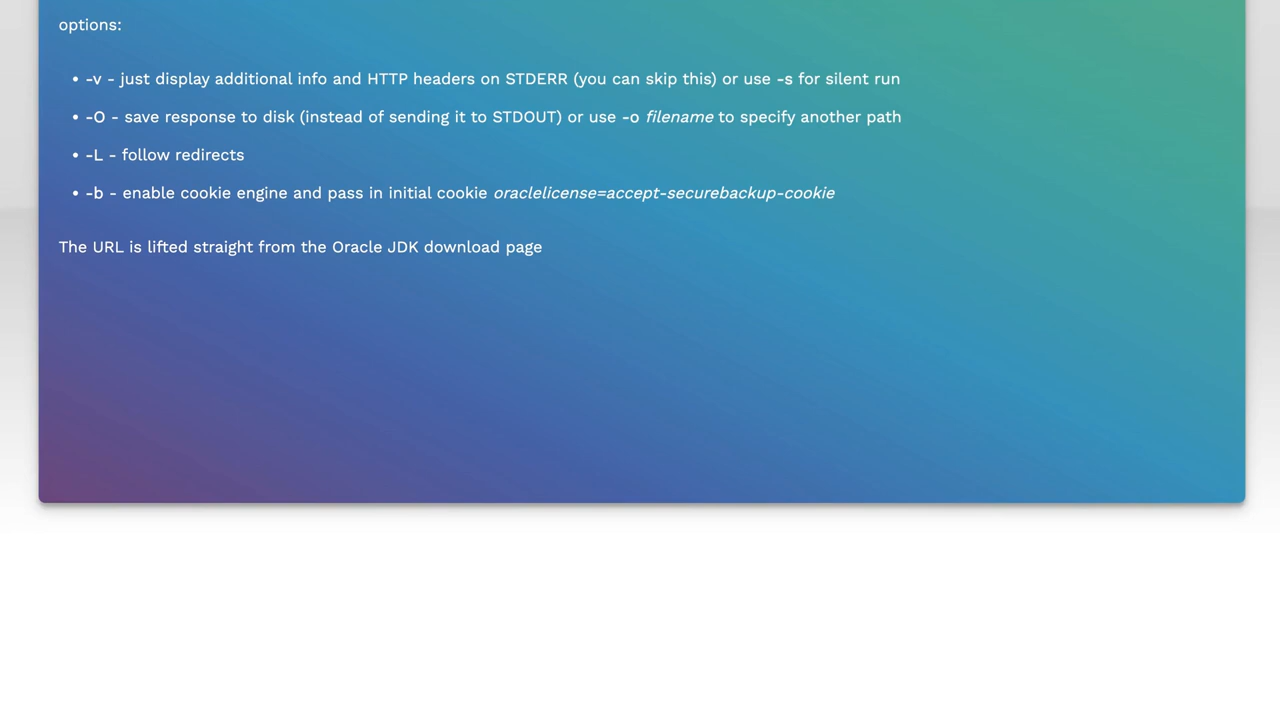 options:
• -v - just display additional info and HTTP headers on STDERR (you can skip this) or use -s for silent run
• -O - save response to disk (instead of sending it to STDOUT) or use -o filename to specify another path
• -L - follow redirects
• -b - enable cookie engine and pass in initial cookie oraclelicense=accept-securebackup-cookie
The URL is lifted straight from the Oracle JDK download page